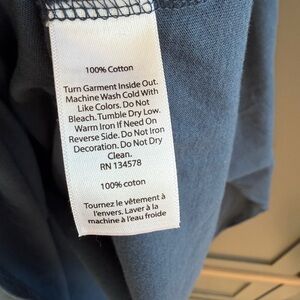 100% Cotton
Turn Garment Inside Out.
Machine Wash Cold With
Like Colors. Do Not
Bleach. Tumble Dry Low.
Warm Iron If Need On
Reverse Side. Do Not Iron
Decoration. Do Not Dry
Clean.
RN 134578
100% coton
Tournez le vêtement à
l'envers. Laver à la
machine à l'eau froide